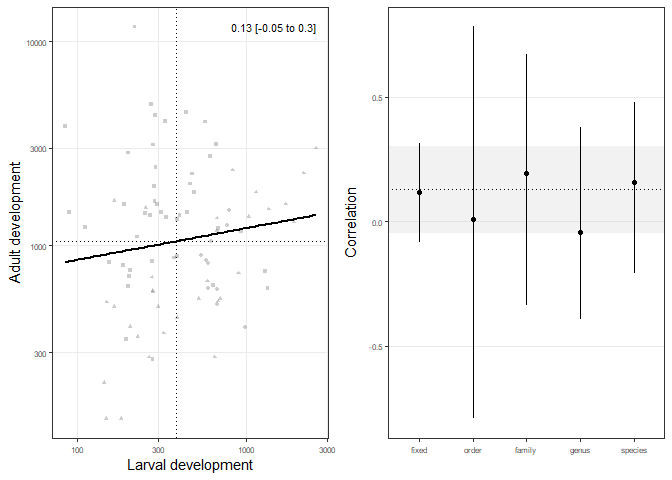 0.13 [-0.05 to 0.3]
Adult development
10000
3000
1000
300
100
300
1000
3000
Larval development
Correlation
0.5
0.0
-0.5
fixed
order
family
genus
species